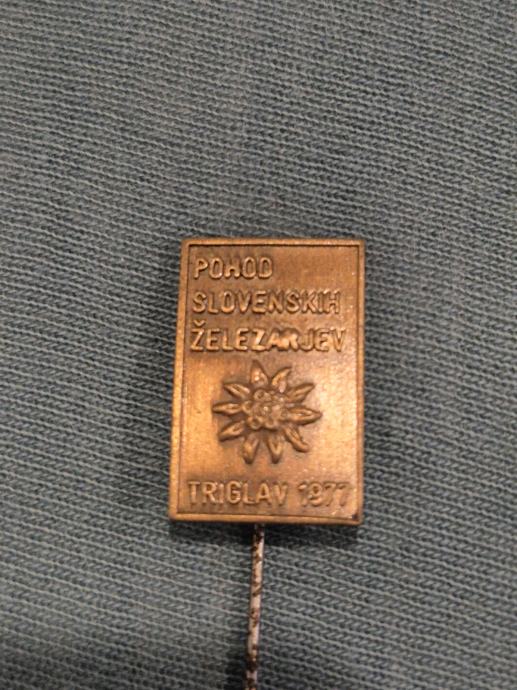 POHOD
SLOVENSKIH
ŽELEZARJEV
TRIGLAV 1977